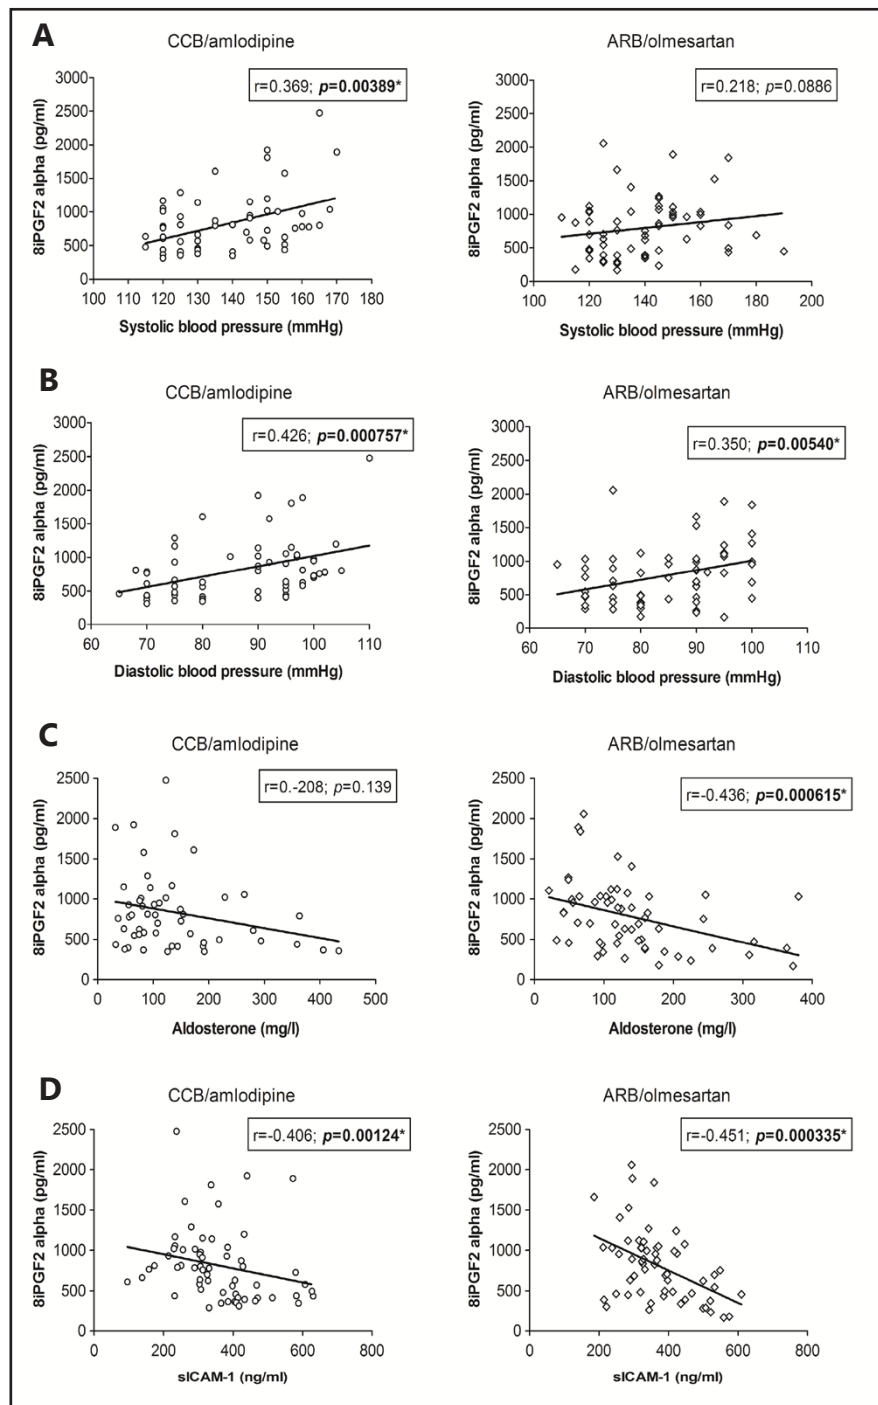 A
CCB/amlodipine
r=0.369; p=0.00389*
8iPGF2 alpha (pg/ml)
3000
2500
2000
1500
1000
500
0
100 110 120 130 140 150 160 170 180
Systolic blood pressure (mmHg)
ARB/olmesartan
r=0.218; p=0.0886
8iPGF2 alpha (pg/ml)
3000
2500
2000
1500
1000
500
0
100 120 140 160 180 200
Systolic blood pressure (mmHg)
B
CCB/amlodipine
r=0.426; p=0.000757*
8iPGF2 alpha (pg/ml)
3000
2500
2000
1500
1000
500
0
60 70 80 90 100 110
Diastolic blood pressure (mmHg)
ARB/olmesartan
r=0.350; p=0.00540*
8iPGF2 alpha (pg/ml)
3000
2500
2000
1500
1000
500
0
60 70 80 90 100 110
Diastolic blood pressure (mmHg)
C
CCB/amlodipine
r=0.-208; p=0.139
8iPGF2 alpha (pg/ml)
2500
2000
1500
1000
500
0
0 100 200 300 400 500
Aldosterone (mg/l)
ARB/olmesartan
r=-0.436; p=0.000615*
8iPGF2 alpha (pg/ml)
2500
2000
1500
1000
500
0
0 100 200 300 400
Aldosterone (mg/l)
D
CCB/amlodipine
r=-0.406; p=0.00124*
8iPGF2 alpha (pg/ml)
2500
2000
1500
1000
500
0
0 200 400 600 800
sICAM-1 (ng/ml)
ARB/olmesartan
r=-0.451; p=0.000335*
8iPGF2 alpha (pg/ml)
2500
2000
1500
1000
500
0
0 200 400 600 800
sICAM-1 (ng/ml)